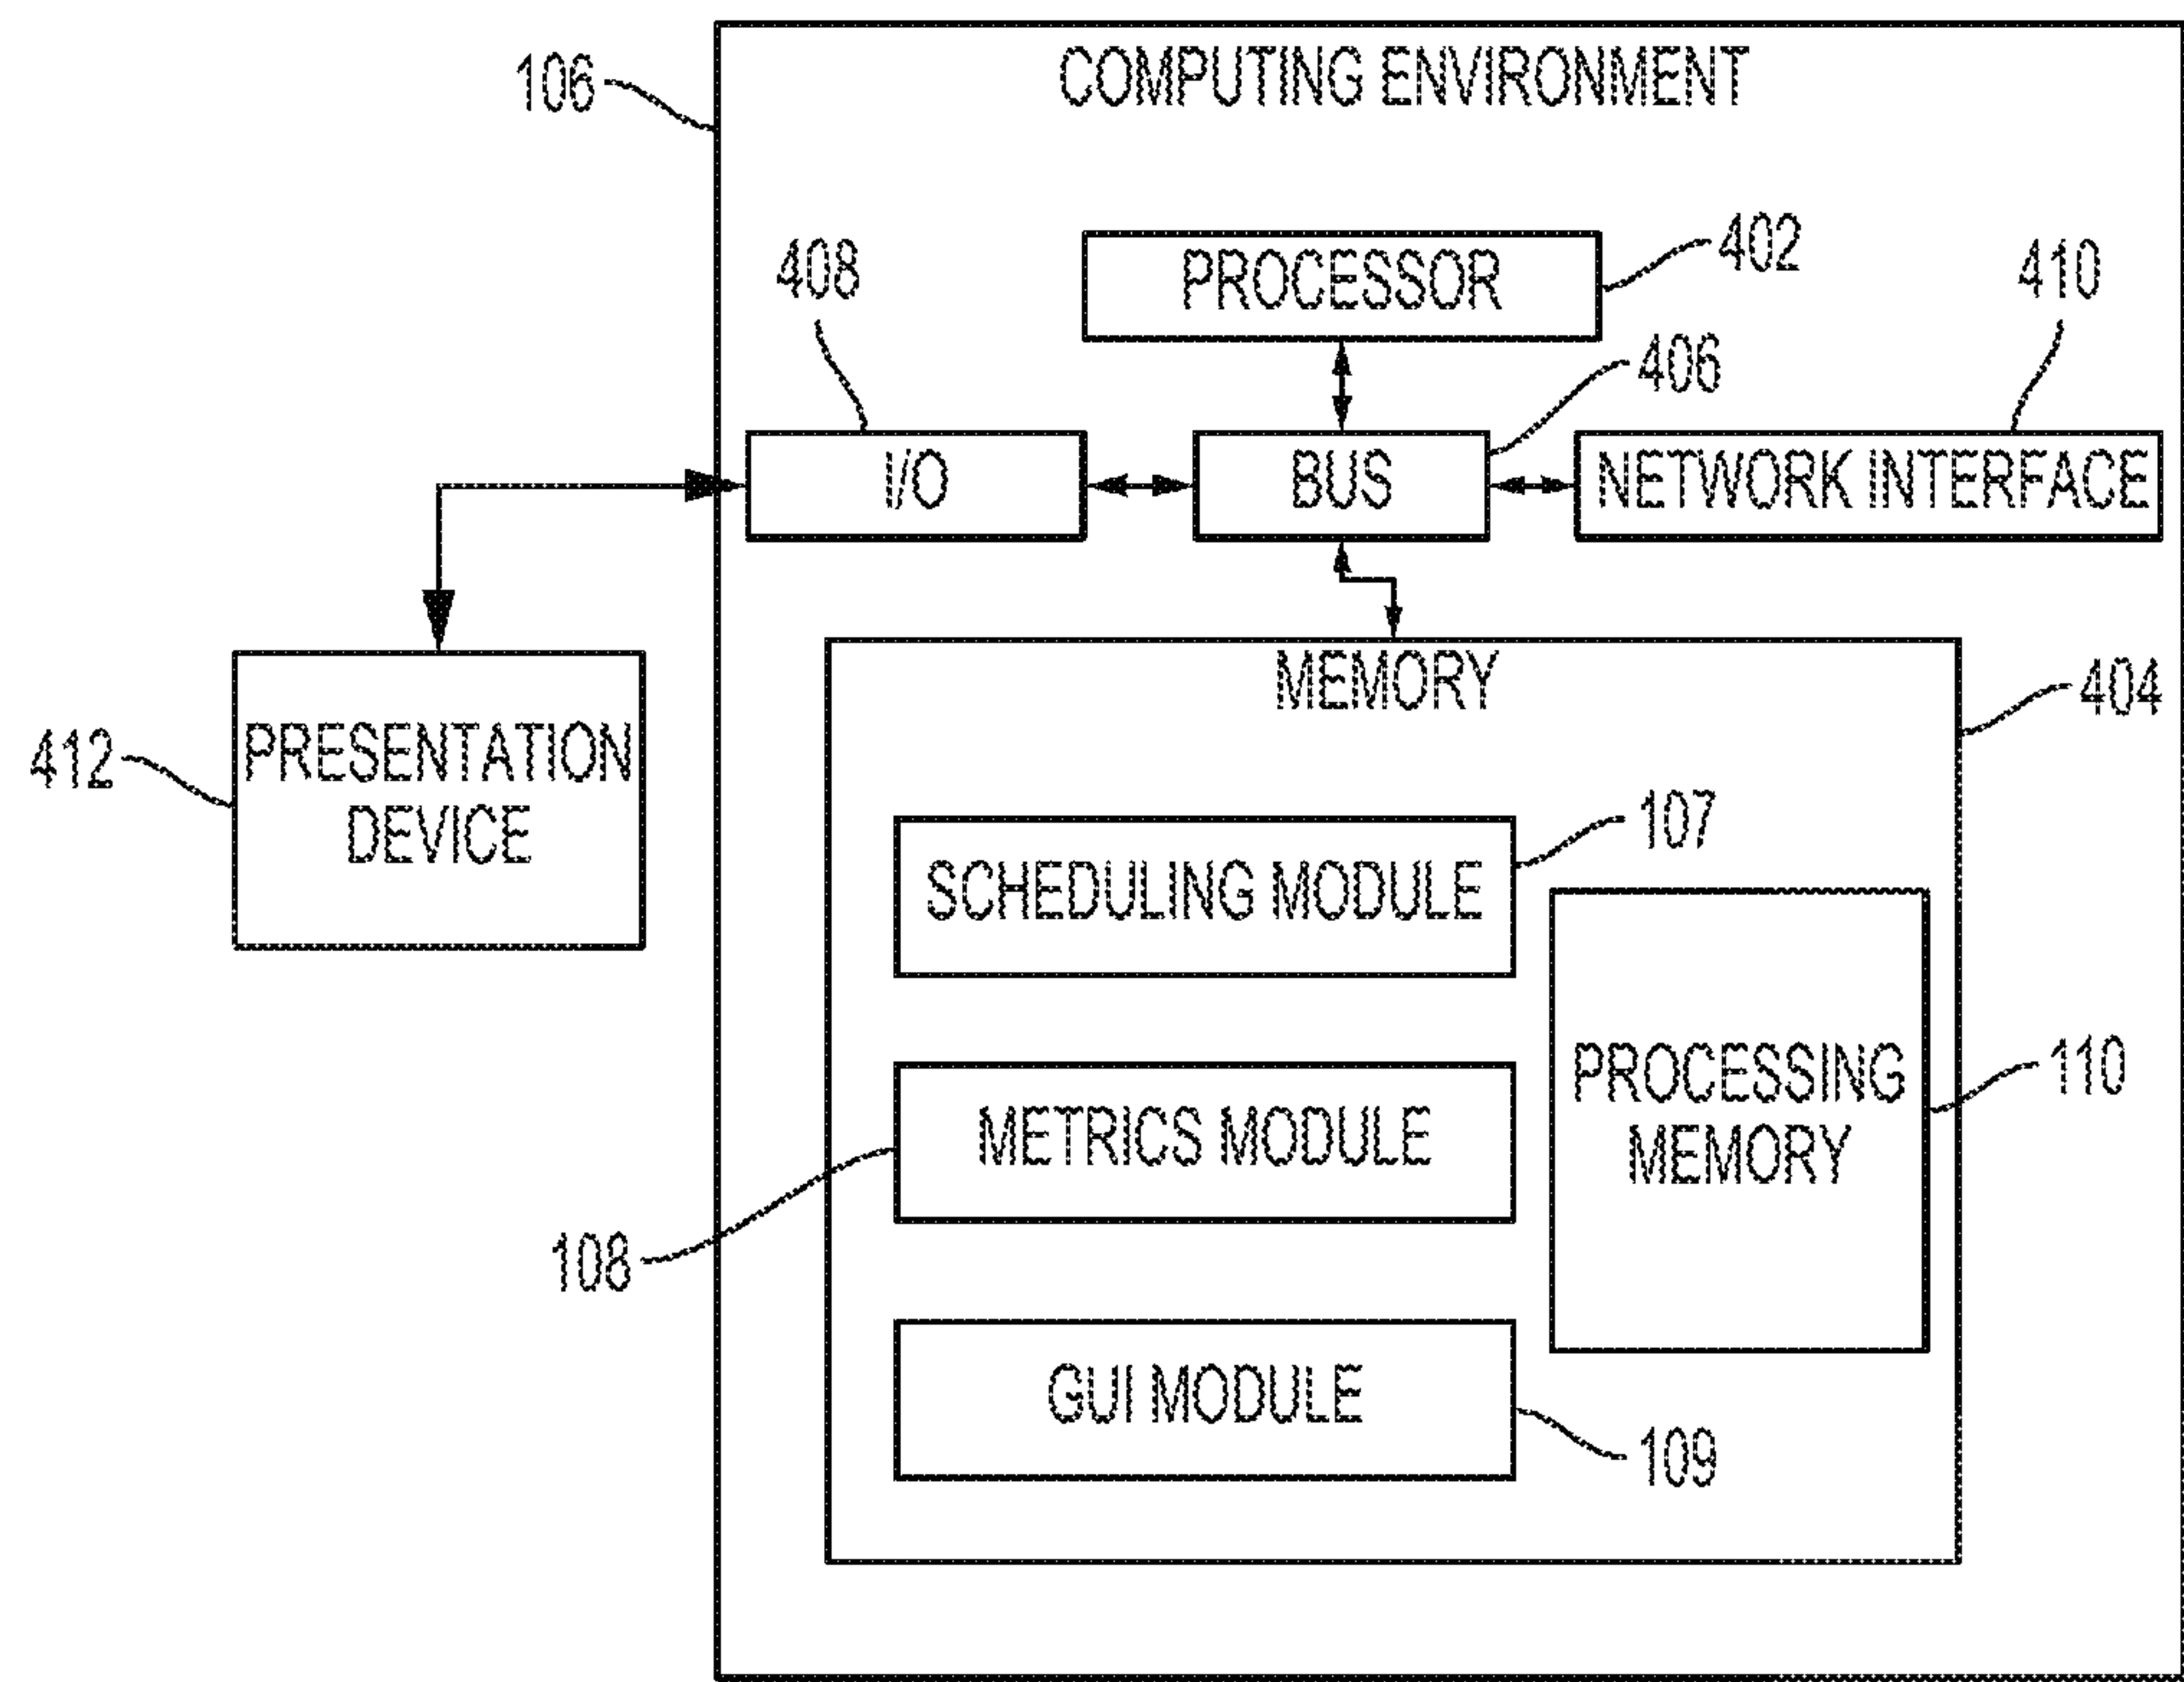 COMPUTING ENVIRONMENT
106
PROCESSOR
402
408
410
406
I/O
BUS
NETWORK INTERFACE
MEMORY
404
412
PRESENTATION
DEVICE
107
SCHEDULING MODULE
PROCESSING
MEMORY
110
METRICS MODULE
108
GUI MODULE
109